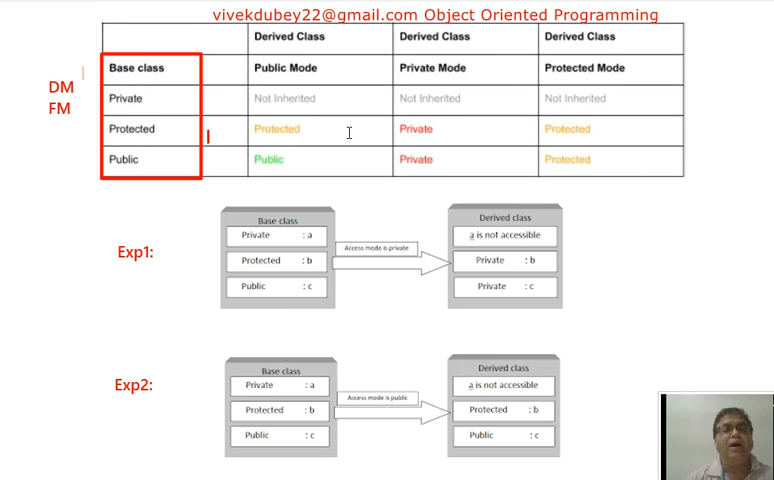 vivekdubey22@gmail.com Object Oriented Programming
Derived Class Derived Class Derived Class
Base class Public Mode Private Mode Protected Mode
DM
Private Not Inherited Not Inherited Not Inherited
FM
Protected Protected Private Protected
Public Public Private Protected
Exp1:
Base class
Private : a
Protected : b
Public : c
Access mode is private
Derived class
a is not accessible
Private : b
Private : c
Exp2:
Base class
Private : a
Protected : b
Public : c
Access mode is public
Derived class
a is not accessible
Protected : b
Public : c